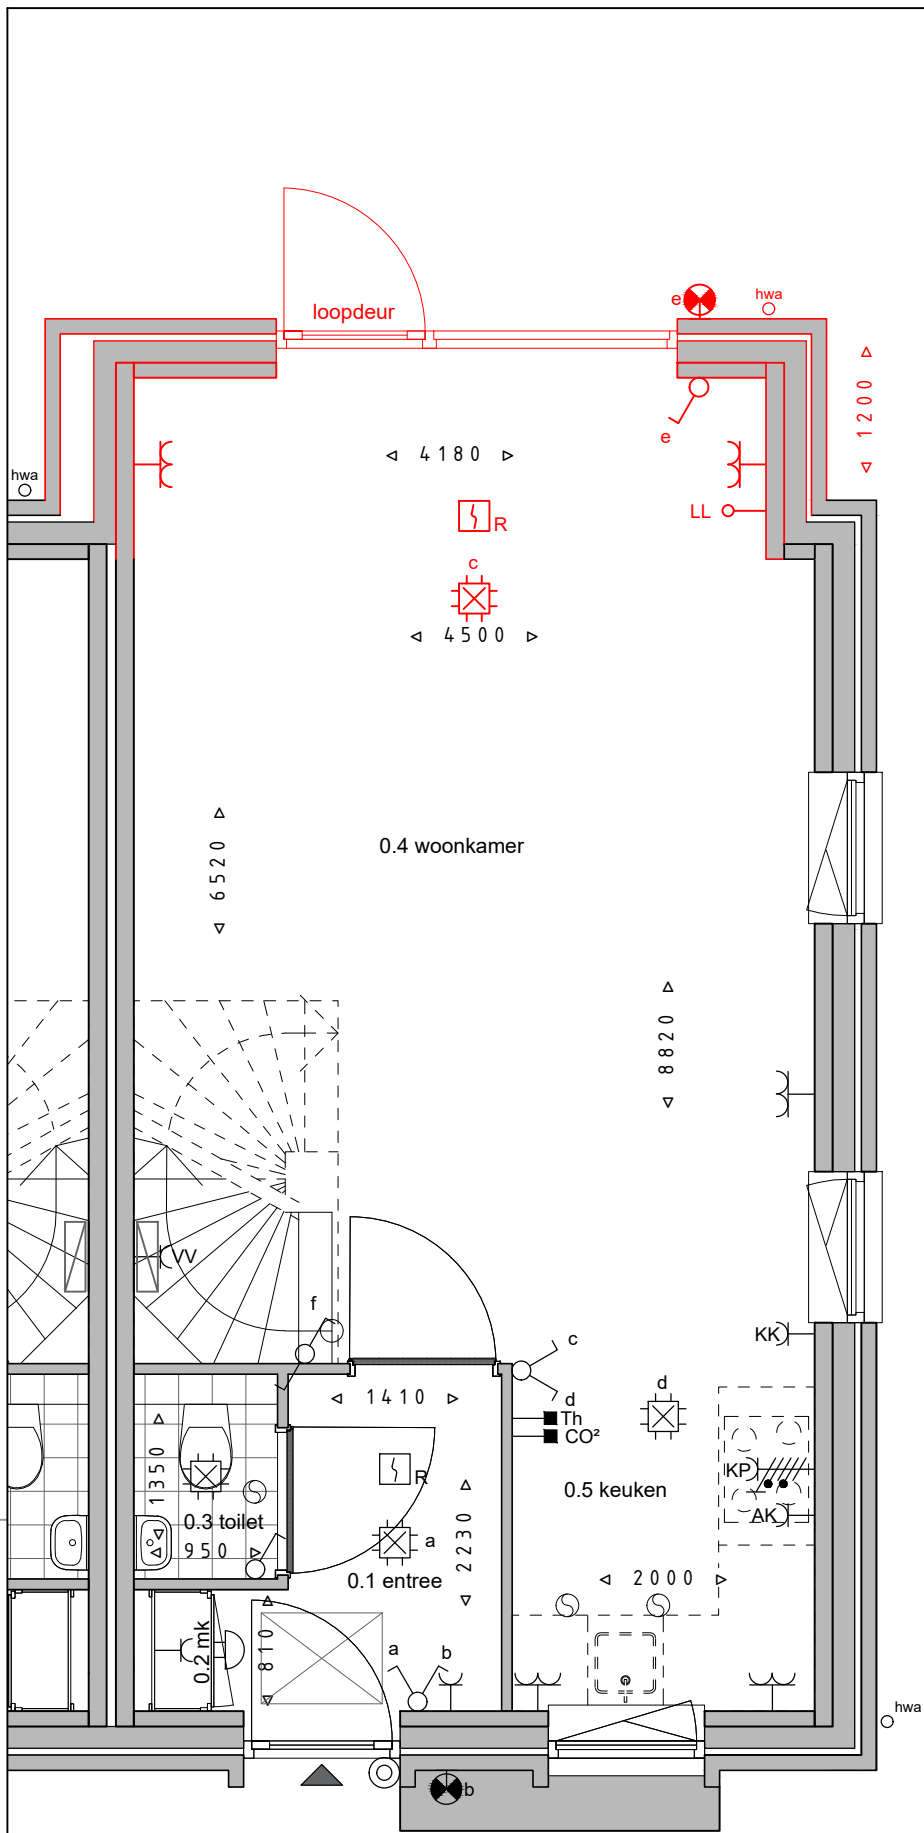 loopdeur
e
hwa
1200
4180
e
hwa
R
LL
c
4500
6520
0.4 woonkamer
8820
VV
f
KK
c
d
1410
d
Th
CO²
1350
R
KP
0.5 keuken
AK
0.3 toilet
950
a
2230
0.1 entree
2000
0.2 mk
810
a
b
hwa
b